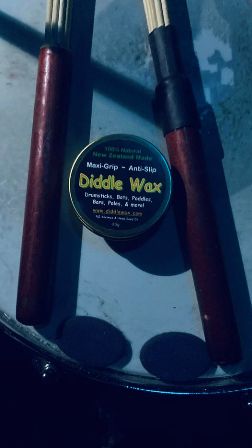 100% Natural
New Zealand Made
Maxi-Grip - Anti-Slip
Diddle Wax
Drumsticks, Bats, Paddles,
Bars, Poles, & more!
www.diddlewax.com